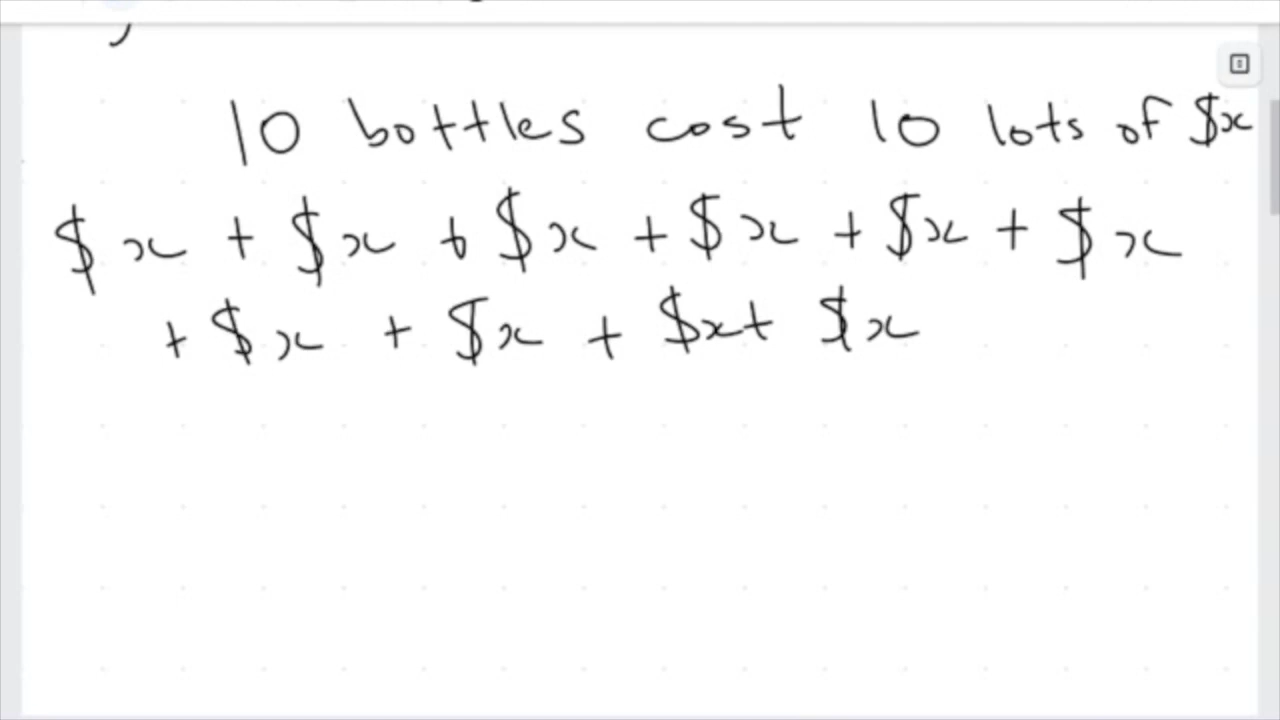 10 bottles cost 10 lots of $x
$x + $x + $x + $x + $x + $x
+ $x + $x + $x + $x